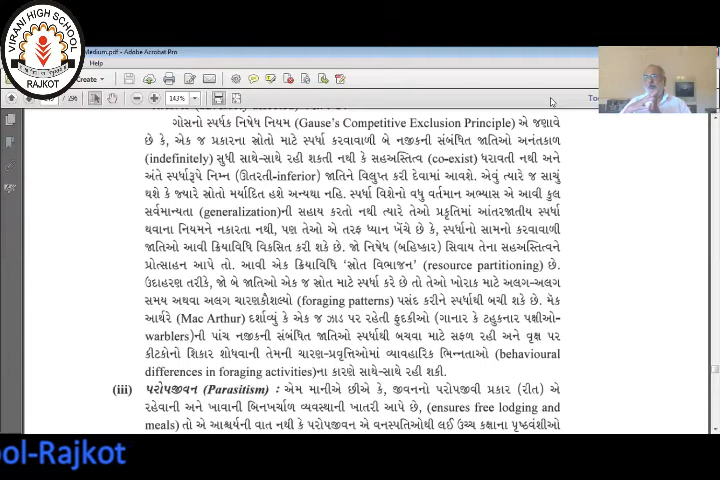 VIRANI HIGH SCHOOL
RAJKOT
Medium.pdf - Adobe Acrobat Pro
Help
Create
296
143%
ગોસનો સ્પર્ધક નિષેધ નિયમ (Gause's Competitive Exclusion Principle) એ જણાવે
છે કે, એક જ પ્રકારના સ્રોતો માટે સ્પર્ધા કરવાવાળી બે નજીકની સંબંધિત જાતિઓ અનંતકાળ
(indefinitely) સુધી સાથે-સાથે રહી શકતી નથી કે સહઅસ્તિત્વ (co-exist) ધરાવતી નથી અને
અંતે સ્પર્ધારૂપે નિમ્ન (ઊતરતી-inferior) જાતિને વિલુપ્ત કરી દેવામાં આવશે. એવું ત્યારે જ સાચું
થશે કે જ્યારે સ્રોતો મર્યાદિત હશે અન્યથા નહિ. સ્પર્ધા વિશેનો વધુ વર્તમાન અભ્યાસ એ આવી કુલ
સર્વમાન્યતા (generalization)ની સહાય કરતો નથી ત્યારે તેઓ પ્રકૃતિમાં આંતરજાતીય સ્પર્ધા
થવાના નિયમને નકારતા નથી, પણ તેઓ એ તરફ ધ્યાન ખેંચે છે કે, સ્પર્ધાનો સામનો કરવાવાળી
જાતિઓ આવી ક્રિયાવિધિ વિકસિત કરી શકે છે. જો નિષેધ (બહિષ્કાર) સિવાય તેના સહઅસ્તિત્વને
પ્રોત્સાહન આપે તો. આવી એક ક્રિયાવિધિ ‘સ્રોત વિભાજન’ (resource partitioning) છે.
ઉદાહરણ તરીકે, જો બે જાતિઓ એક જ સ્રોત માટે સ્પર્ધા કરે છે તો તેઓ ખોરાક માટે અલગ-અલગ
સમય અથવા અલગ ચારણકૌશલ્યો (foraging patterns) પસંદ કરીને સ્પર્ધાથી બચી શકે છે. મૅક
આર્થરે (Mac Arthur) દર્શાવ્યું કે એક જ ઝાડ પર રહેતી ફુદકીઓ (ગાનાર કે ટહુકનાર પક્ષીઓ-
warblers)ની પાંચ નજીકની સંબંધિત જાતિઓ સ્પર્ધાથી બચવા માટે સફળ રહી અને વૃક્ષ પર
કીટકોનો શિકાર શોધવાની તેમની ચારણ-પ્રવૃત્તિઓમાં વ્યાવહારિક ભિન્નતાઓ (behavioural
differences in foraging activities)ના કારણે સાથે-સાથે રહી શકી.
(iii) પરોપજીવન (Parasitism) : એમ માનીએ છીએ કે, જીવનનો પરોપજીવી પ્રકાર (રીત) એ
રહેવાની અને ખાવાની બિનખર્ચાળ વ્યવસ્થાની ખાતરી આપે છે, (ensures free lodging and
meals) તો એ આશ્ચર્યની વાત નથી કે પરોપજીવન એ વનસ્પતિઓથી લઈ ઉચ્ચ કક્ષાના પૃષ્ઠવંશીઓ
ool-Rajkot